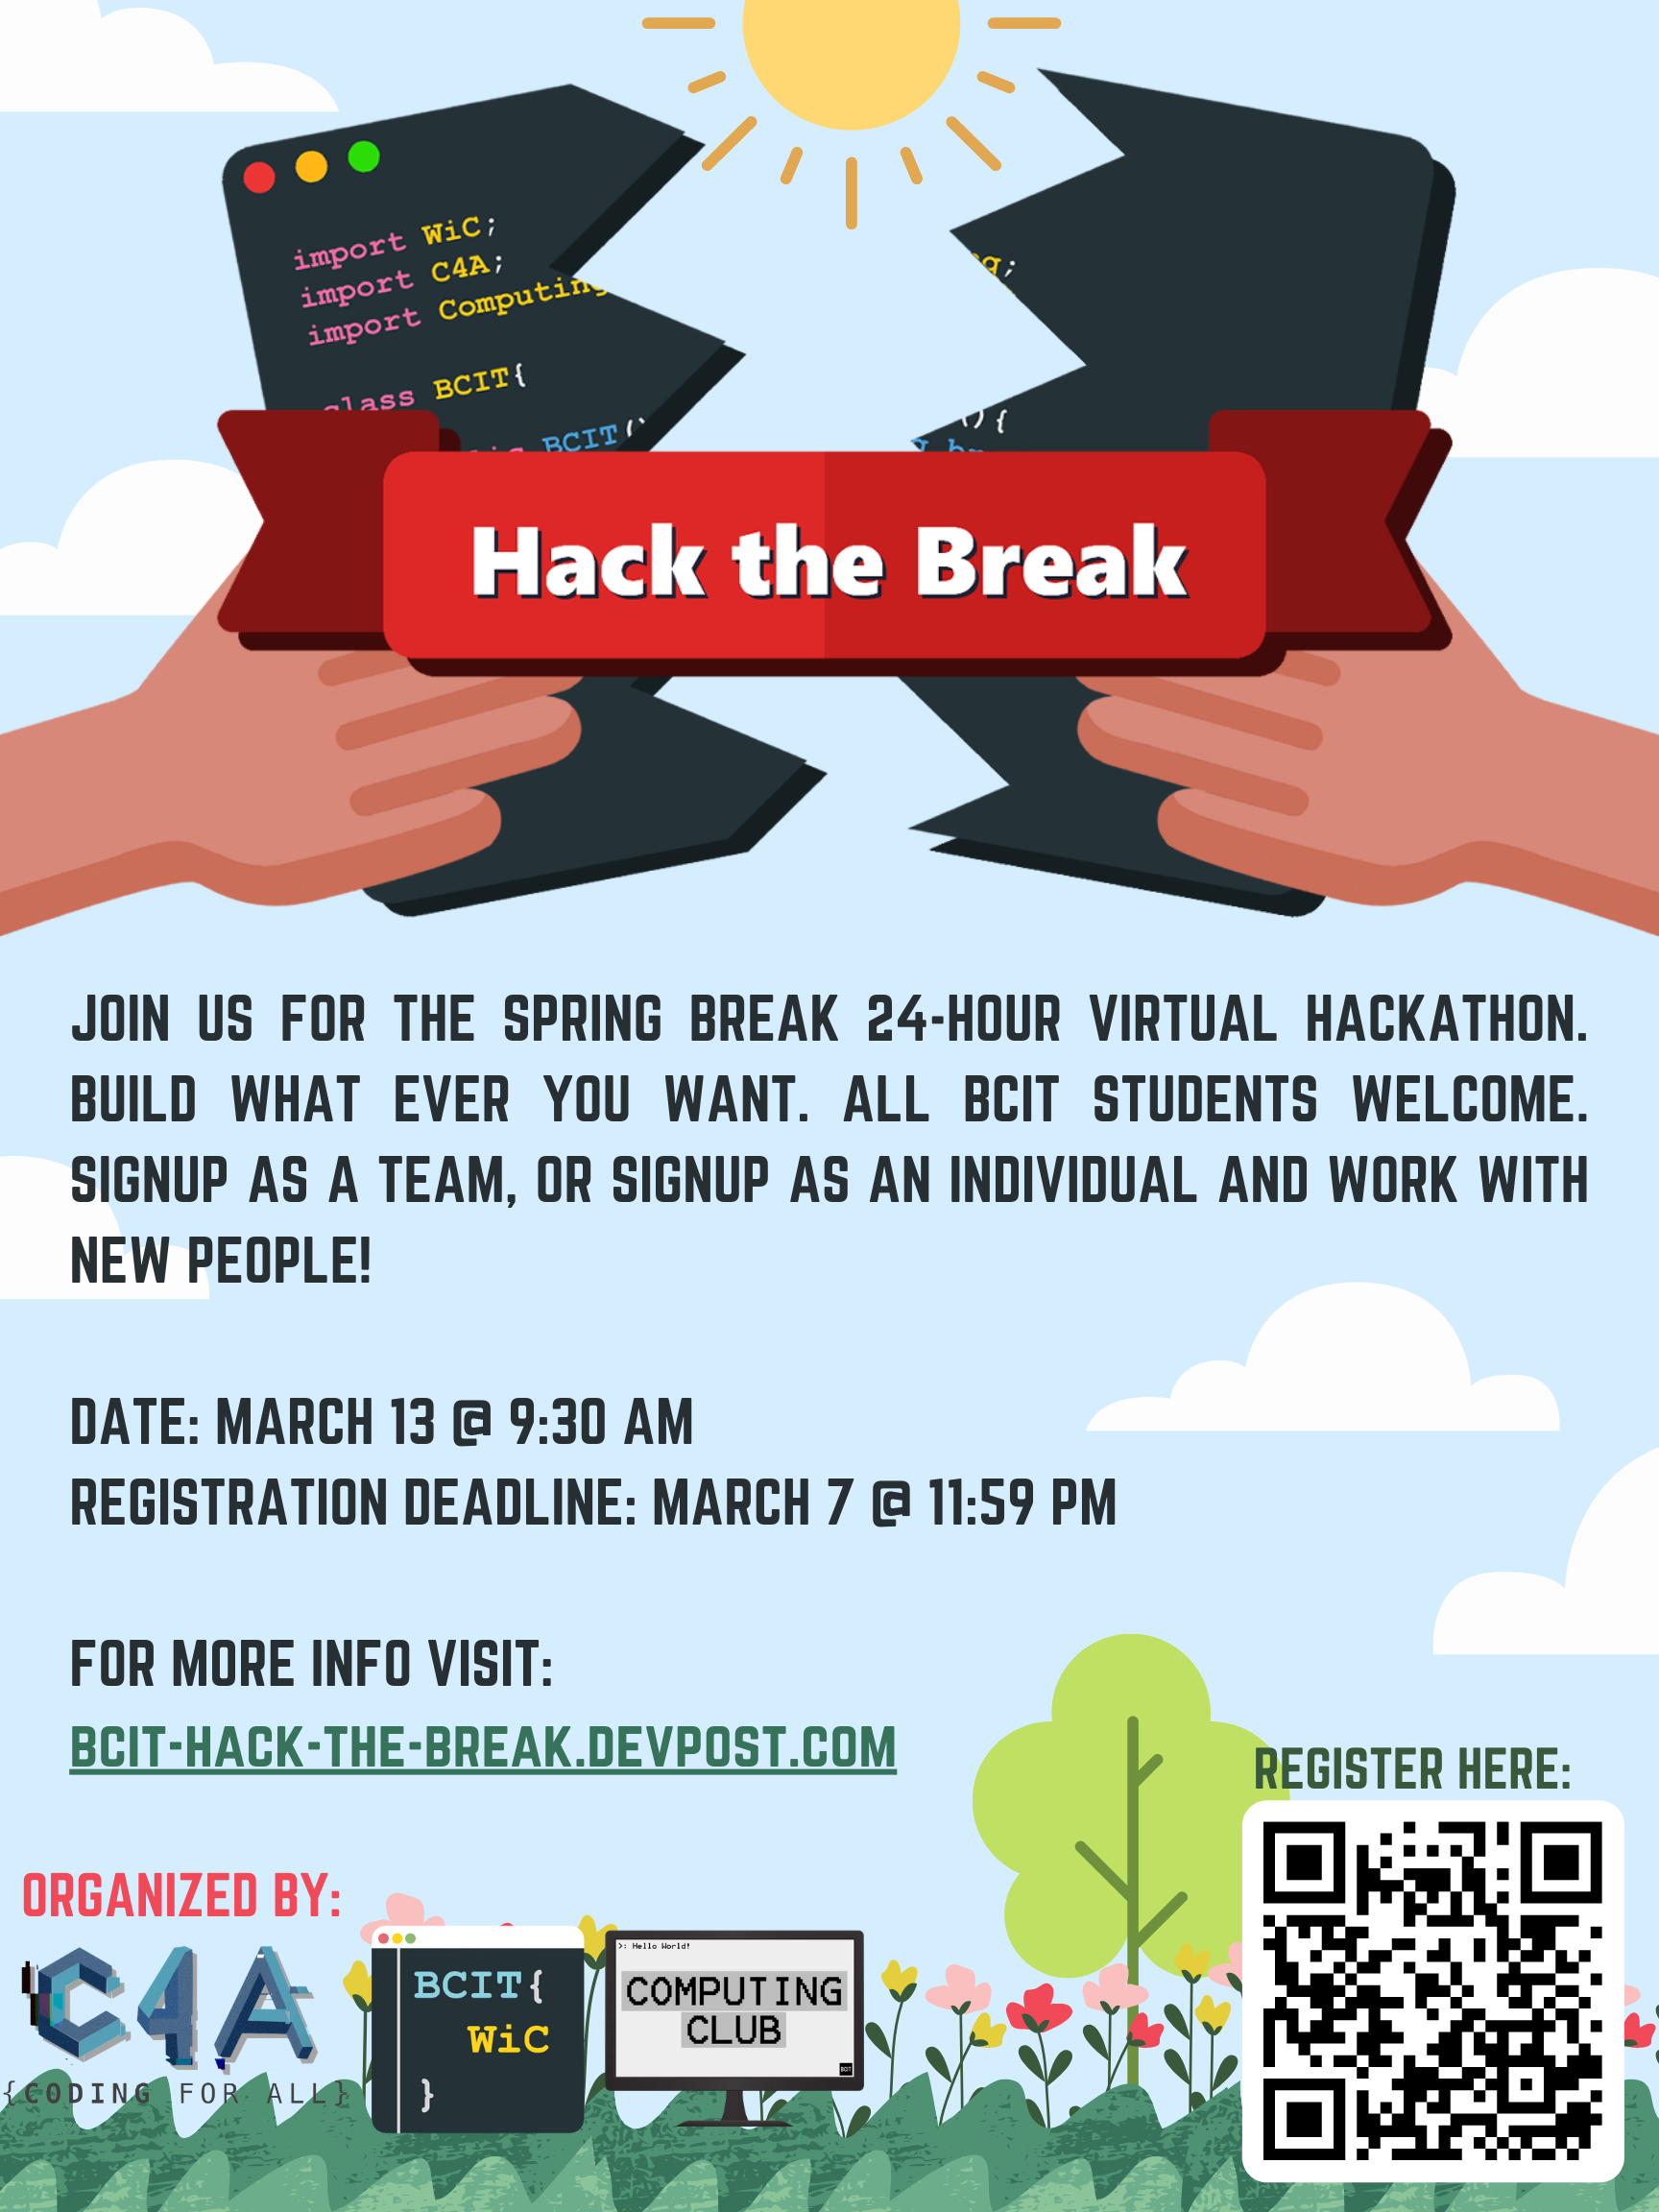 import WiC;
import C4A;
import Computing
g;
class BCIT{
BCIT()
(){
Hack the Break
JOIN US FOR THE SPRING BREAK 24-HOUR VIRTUAL HACKATHON.
BUILD WHAT EVER YOU WANT. ALL BCIT STUDENTS WELCOME.
SIGNUP AS A TEAM, OR SIGNUP AS AN INDIVIDUAL AND WORK WITH
NEW PEOPLE!
DATE: MARCH 13 @ 9:30 AM
REGISTRATION DEADLINE: MARCH 7 @ 11:59 PM
FOR MORE INFO VISIT:
BCIT-HACK-THE-BREAK.DEVPOST.COM
REGISTER HERE:
ORGANIZED BY:
C4A
{CODING FOR ALL}
BCIT{
WiC
}
>: Hello World!
COMPUTING
CLUB
BCIT